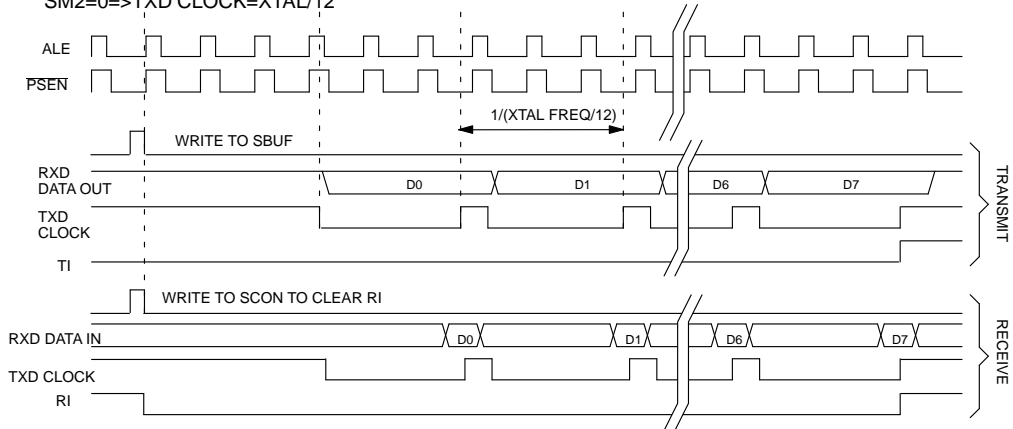 SM2=0=>TXD CLOCK=XTAL/12
ALE
PSEN
1/(XTAL FREQ/12)
WRITE TO SBUF
RXD
DATA OUT
D0
D1
D6
D7
TXD
CLOCK
TI
TRANSMIT
WRITE TO SCON TO CLEAR RI
RXD DATA IN
D0
D1
D6
D7
TXD CLOCK
RI
RECEIVE